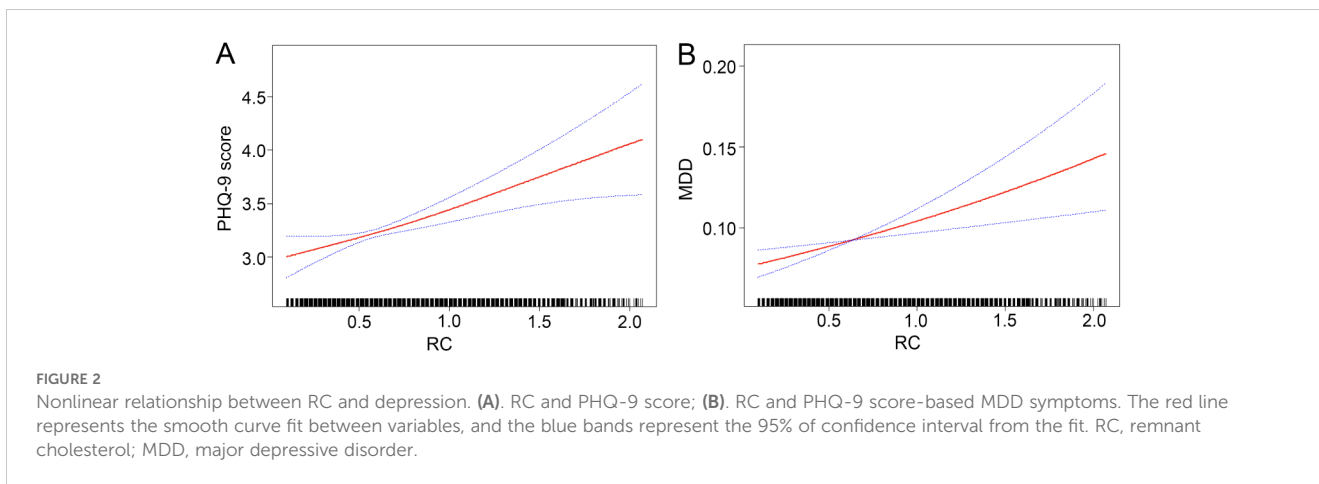 A
4.5
4.0
3.5
3.0
PHQ-9 score
0.5 1.0 1.5 2.0
RC
B
0.20
0.15
0.10
MDD
0.5 1.0 1.5 2.0
RC
FIGURE 2
Nonlinear relationship between RC and depression. (A). RC and PHQ-9 score; (B). RC and PHQ-9 score-based MDD symptoms. The red line
represents the smooth curve fit between variables, and the blue bands represent the 95% of confidence interval from the fit. RC, remnant
cholesterol; MDD, major depressive disorder.